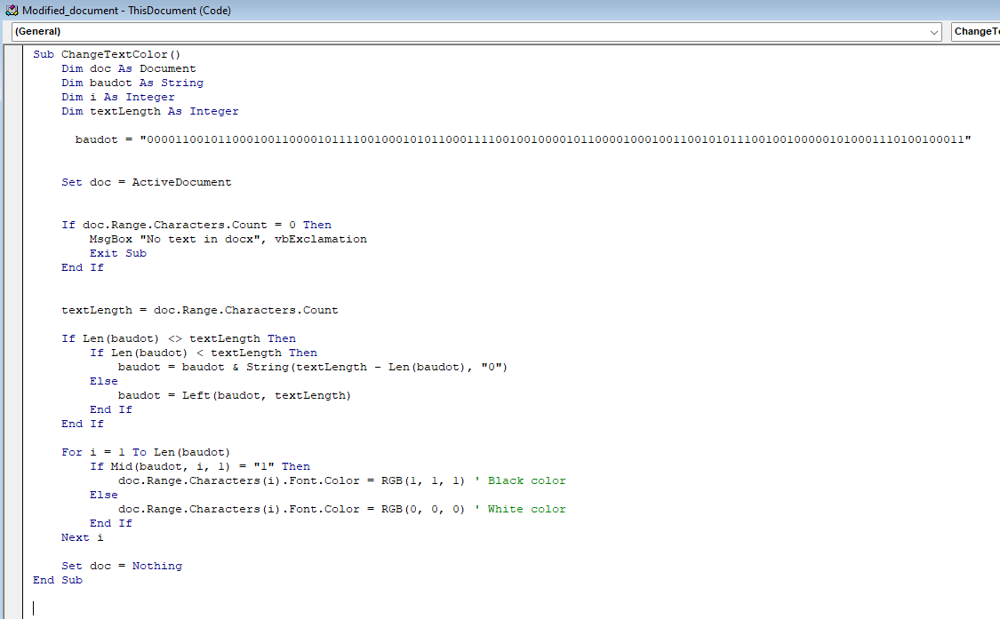 Modified_document - ThisDocument (Code)
(General)
ChangeTe
Sub ChangeTextColor()
Dim doc As Document
Dim baudot As String
Dim i As Integer
Dim textLength As Integer
baudot = "0000110010110001001100001011110010001010110001111001001000010110000100010011001010111001001000001010001110100100011"
Set doc = ActiveDocument
If doc.Range.Characters.Count = 0 Then
MsgBox "No text in docx", vbExclamation
Exit Sub
End If
textLength = doc.Range.Characters.Count
If Len(baudot) <> textLength Then
If Len(baudot) < textLength Then
baudot = baudot & String(textLength - Len(baudot), "0")
Else
baudot = Left(baudot, textLength)
End If
End If
For i = 1 To Len(baudot)
If Mid(baudot, i, 1) = "1" Then
doc.Range.Characters(i).Font.Color = RGB(1, 1, 1) ' Black color
Else
doc.Range.Characters(i).Font.Color = RGB(0, 0, 0) ' White color
End If
Next i
Set doc = Nothing
End Sub